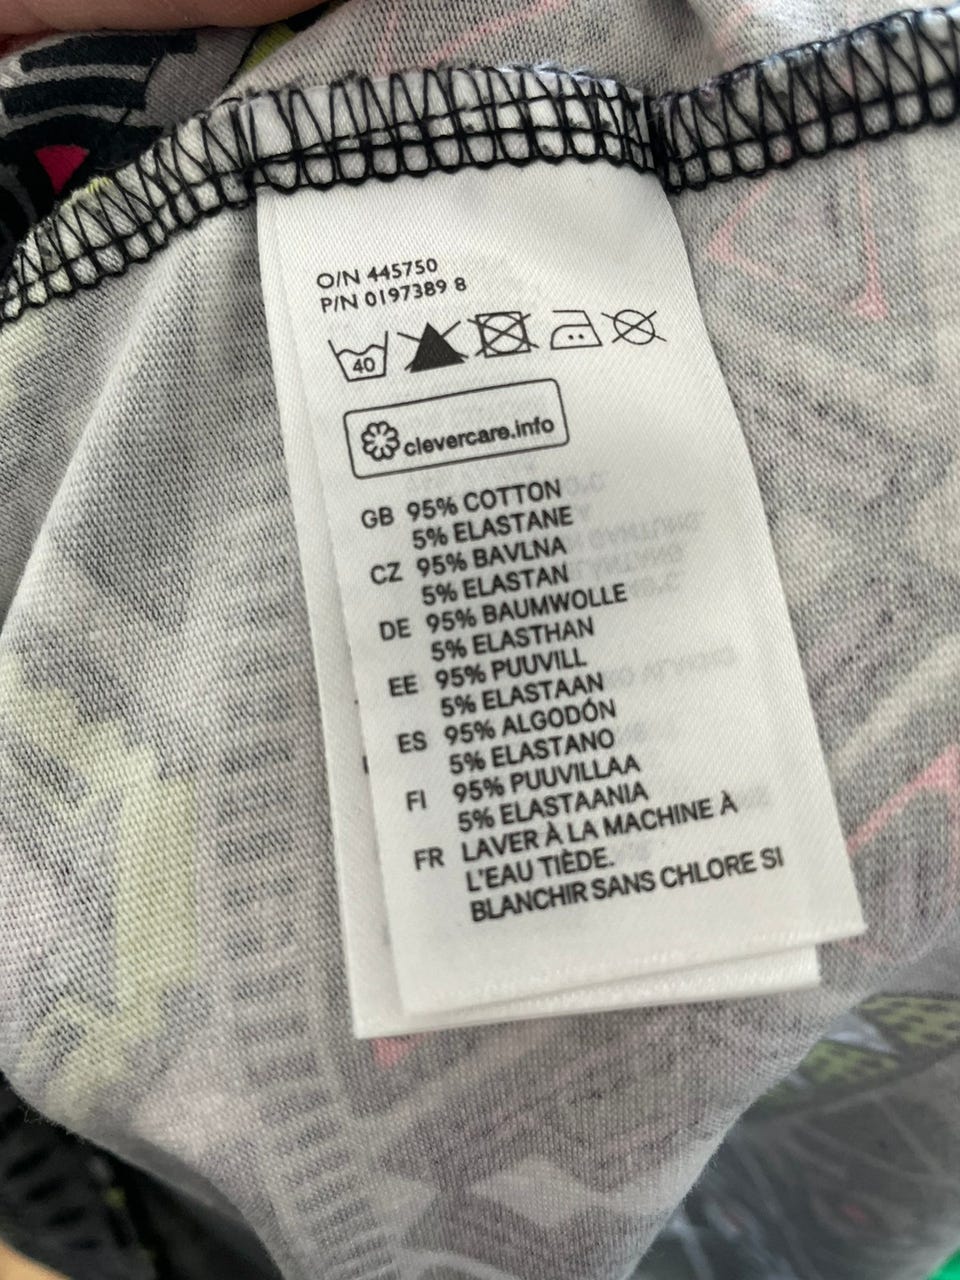 O/N 445750
P/N 0197389 8
40
clevercare.info
GB 95% COTTON
5% ELASTANE
CZ 95% BAVLNA
5% ELASTAN
DE 95% BAUMWOLLE
5% ELASTHAN
EE 95% PUUVILL
5% ELASTAAN
ES 95% ALGODÓN
5% ELASTANO
FI 95% PUUVILLAA
5% ELASTAANIA
FR LAVER À LA MACHINE À
L'EAU TIÈDE.
BLANCHIR SANS CHLORE SI